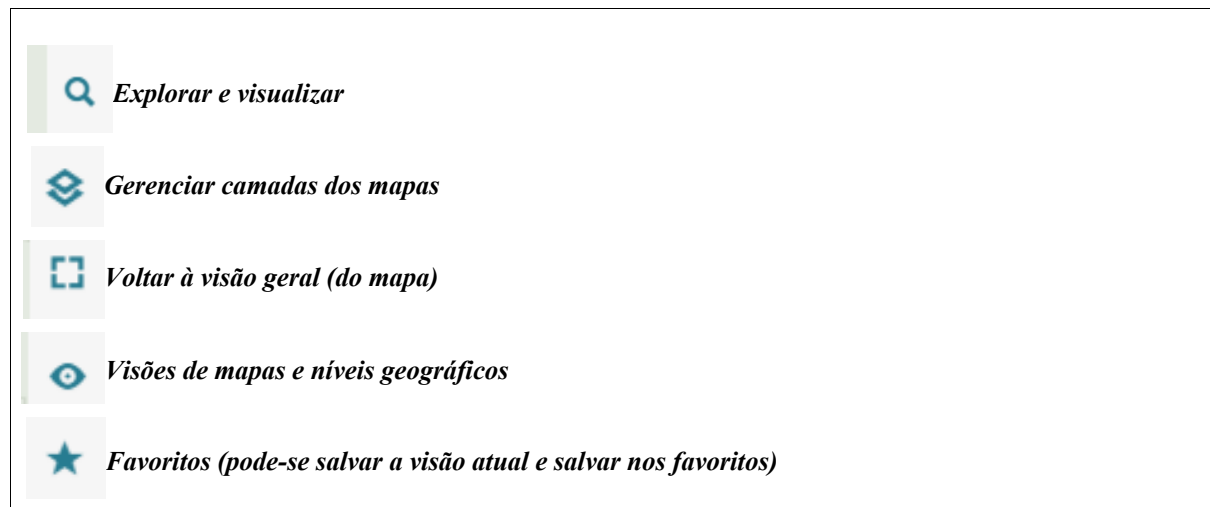 Explorar e visualizar
Gerenciar camadas dos mapas
Voltar à visão geral (do mapa)
Visões de mapas e níveis geográficos
Favoritos (pode-se salvar a visão atual e salvar nos favoritos)